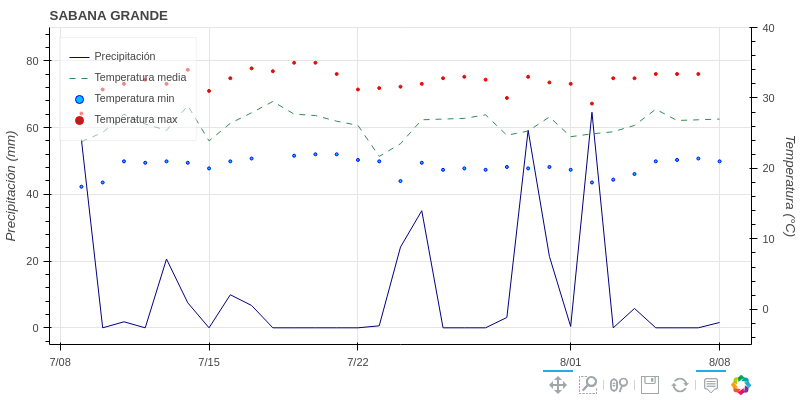 SABANA GRANDE
Precipitación
Temperatura media
Temperatura min
Temperatura max
Precipitación (mm)
80
60
40
20
0
40
30
20
10
0
Temperatura (°C)
7/08
7/15
7/22
8/01
8/08